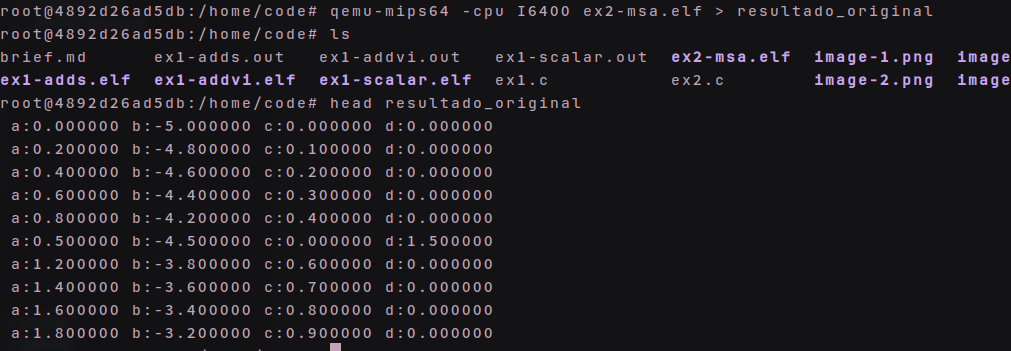 root@4892d26ad5db:/home/code# qemu-mips64 -cpu I6400 ex2-msa.elf > resultado_original
root@4892d26ad5db:/home/code# ls
brief.md ex1-adds.out ex1-addvi.out ex1-scalar.out ex2-msa.elf image-1.png image
ex1-adds.elf ex1-addvi.elf ex1-scalar.elf ex1.c ex2.c image-2.png image
root@4892d26ad5db:/home/code# head resultado_original
a:0.000000 b:-5.000000 c:0.000000 d:0.000000
a:0.200000 b:-4.800000 c:0.100000 d:0.000000
a:0.400000 b:-4.600000 c:0.200000 d:0.000000
a:0.600000 b:-4.400000 c:0.300000 d:0.000000
a:0.800000 b:-4.200000 c:0.400000 d:0.000000
a:0.500000 b:-4.500000 c:0.000000 d:1.500000
a:1.200000 b:-3.800000 c:0.600000 d:0.000000
a:1.400000 b:-3.600000 c:0.700000 d:0.000000
a:1.600000 b:-3.400000 c:0.800000 d:0.000000
a:1.800000 b:-3.200000 c:0.900000 d:0.000000